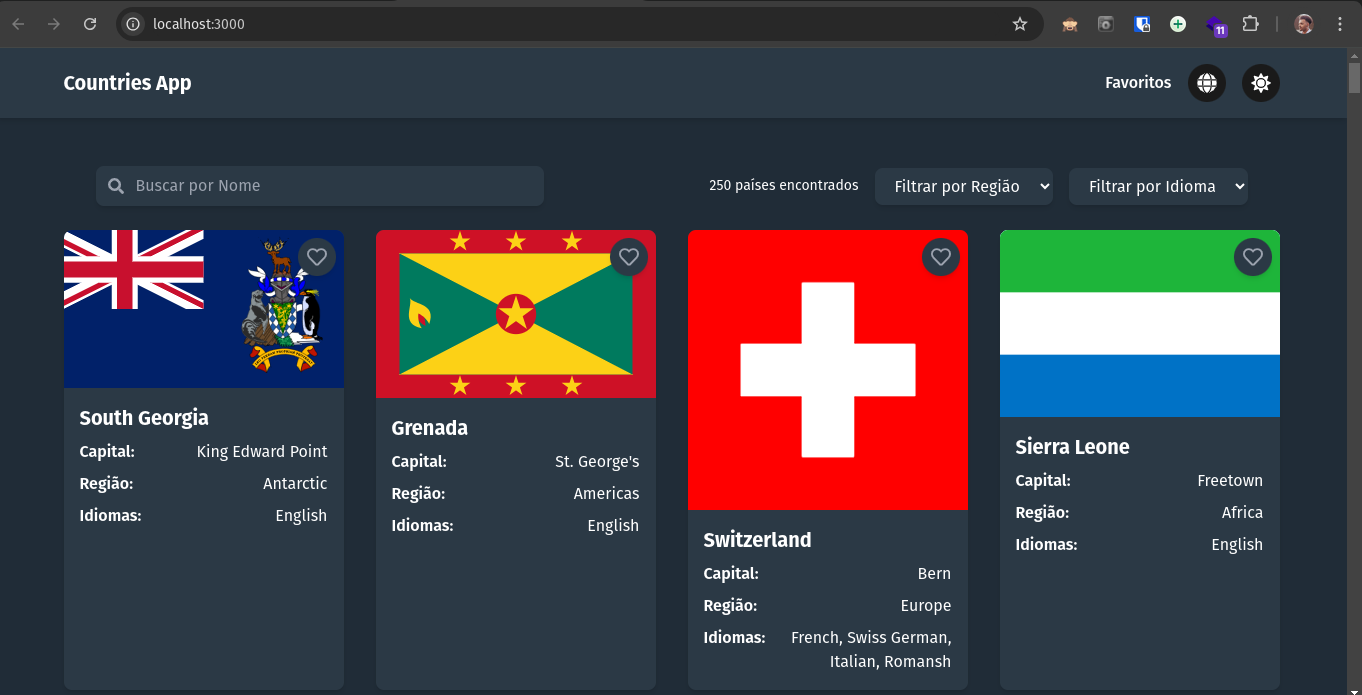 localhost:3000
11
Countries App
Favoritos
Buscar por Nome
250 países encontrados
Filtrar por Região
Filtrar por Idioma
South Georgia
Capital: King Edward Point
Região: Antarctic
Idiomas: English
Grenada
Capital: St. George's
Região: Americas
Idiomas: English
Switzerland
Capital: Bern
Região: Europe
Idiomas: French, Swiss German,
Italian, Romansh
Sierra Leone
Capital: Freetown
Região: Africa
Idiomas: English